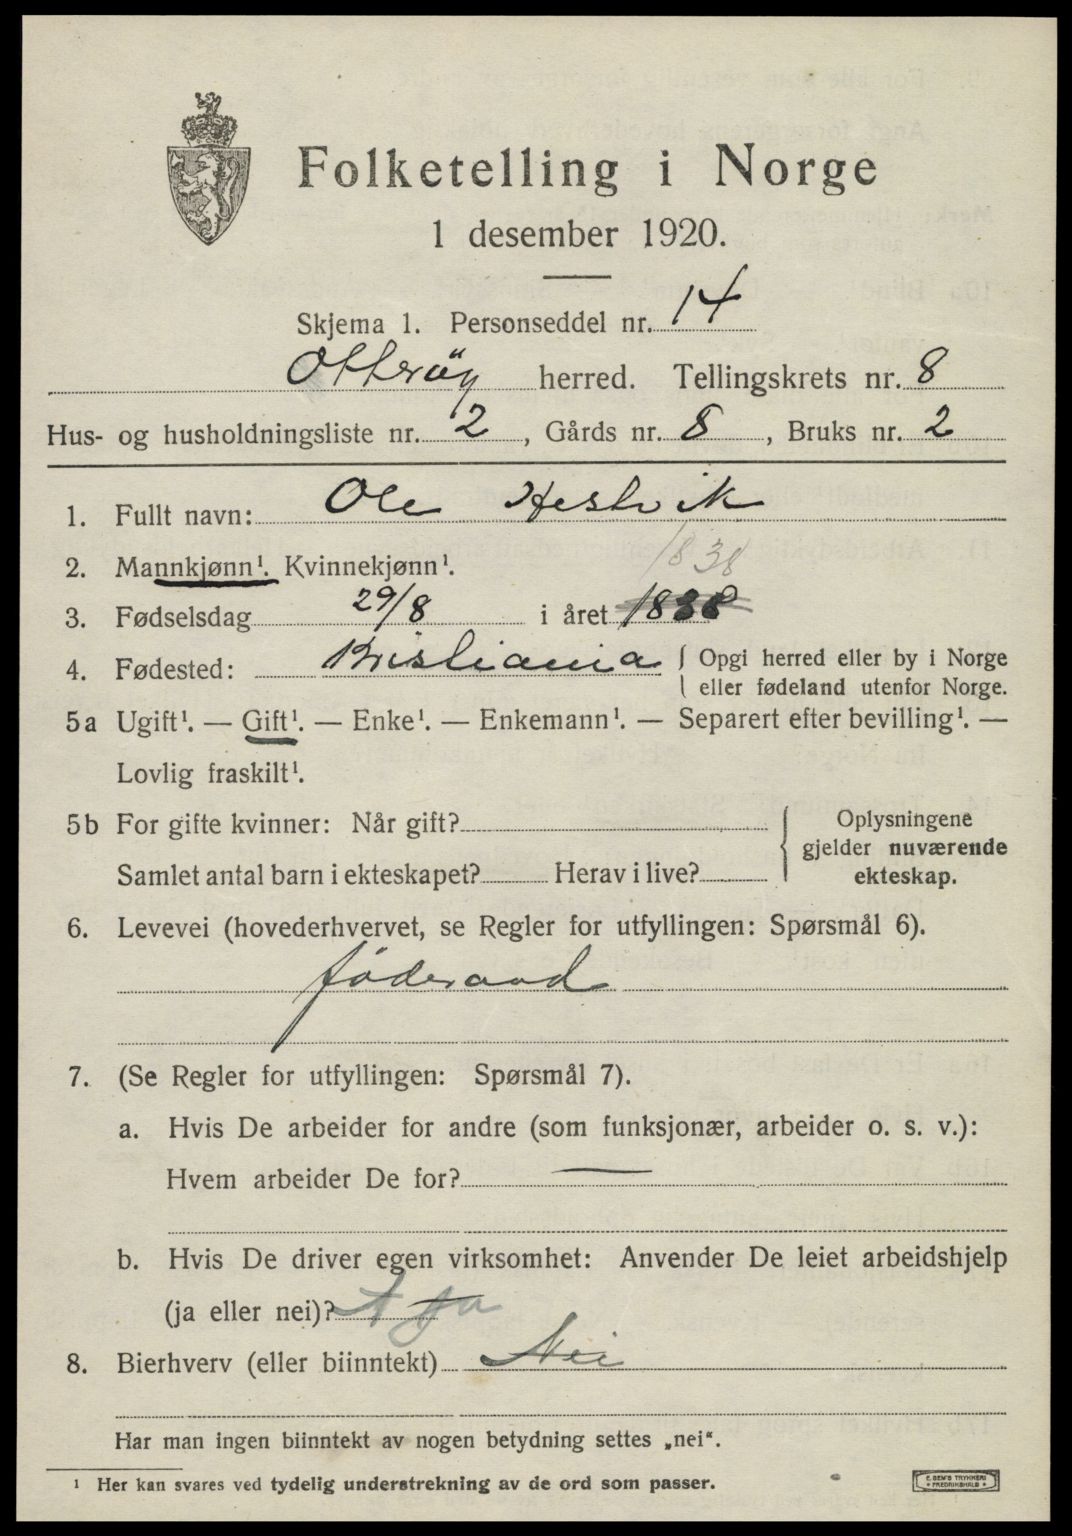 Folketelling i Norge
1 desember 1920.
Skjema 1. Personseddel nr. 14
Otterøy herred. Tellingskrets nr. 8
Hus- og husholdningsliste nr. 2, Gårds nr. 8, Bruks nr. 2
1. Fullt navn: Ole Hestvik
2. Mannkjønn¹. Kvinnekjønn¹.
1838
3. Fødselsdag 29/8 i året 1838
4. Fødested: Kristiania { Opgi herred eller by i Norge
eller fødeland utenfor Norge.
5a Ugift¹. — Gift¹. — Enke¹. — Enkemann¹. — Separert efter bevilling¹. —
Lovlig fraskilt¹.
5b For gifte kvinner: Når gift?
Samlet antal barn i ekteskapet? Herav i live?
Oplysningene
gjelder nuværende
ekteskap.
6. Levevei (hovederhvervet, se Regler for utfyllingen: Spørsmål 6).
føderaad
7. (Se Regler for utfyllingen: Spørsmål 7).
a. Hvis De arbeider for andre (som funksjonær, arbeider o. s. v.):
Hvem arbeider De for? —
b. Hvis De driver egen virksomhet: Anvender De leiet arbeidshjelp
(ja eller nei)?
8. Bierhverv (eller biinntekt) Nei
Har man ingen biinntekt av nogen betydning settes „nei“.
¹ Her kan svares ved tydelig understrekning av de ord som passer.
E. SEM'S TRYKKERI
FREDRIKSHALD